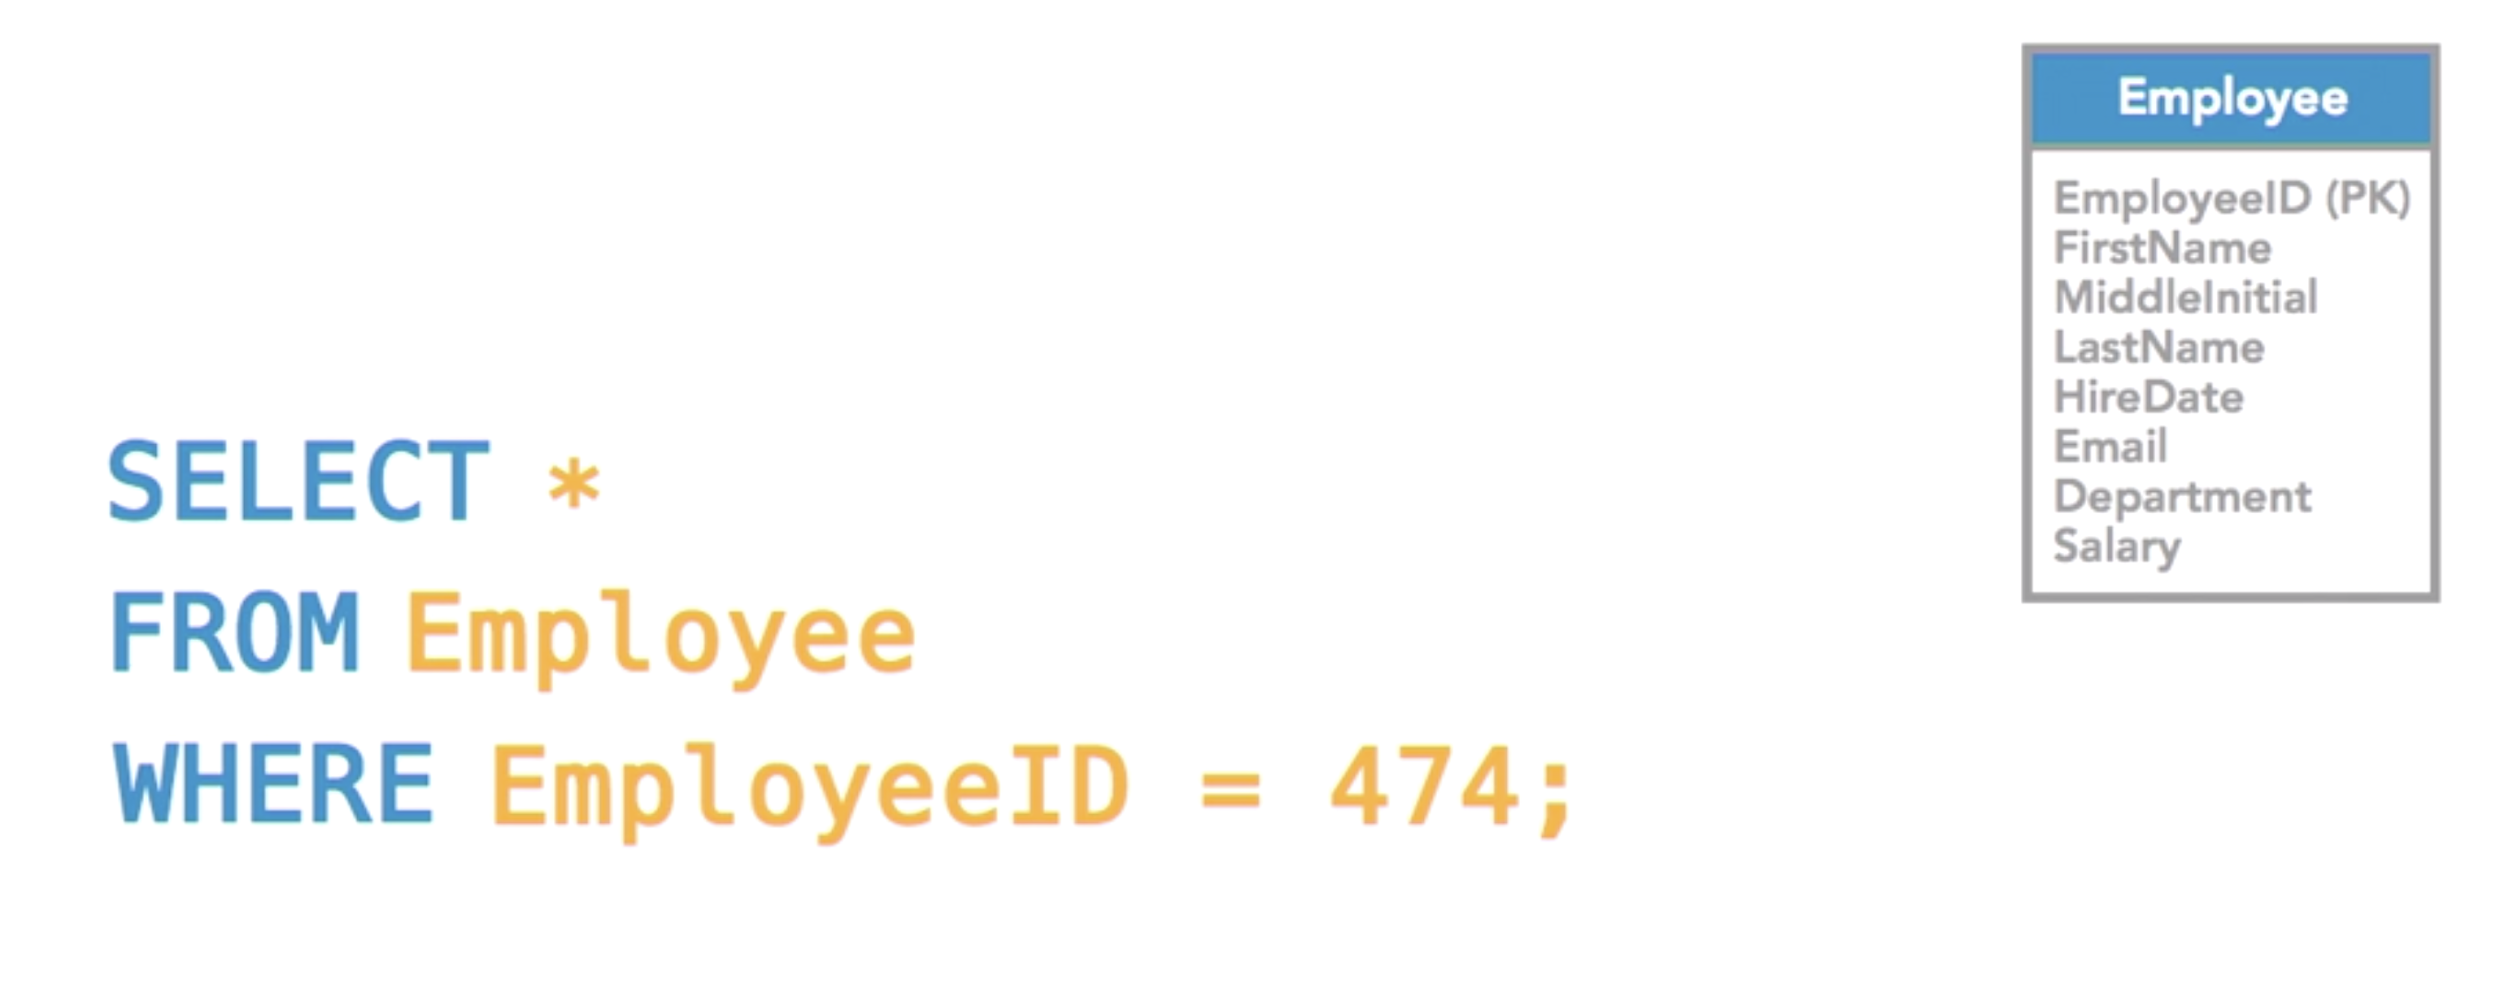 Employee
EmployeeID (PK)
FirstName
MiddleInitial
LastName
HireDate
Email
Department
Salary
SELECT *
FROM Employee
WHERE EmployeeID = 474;